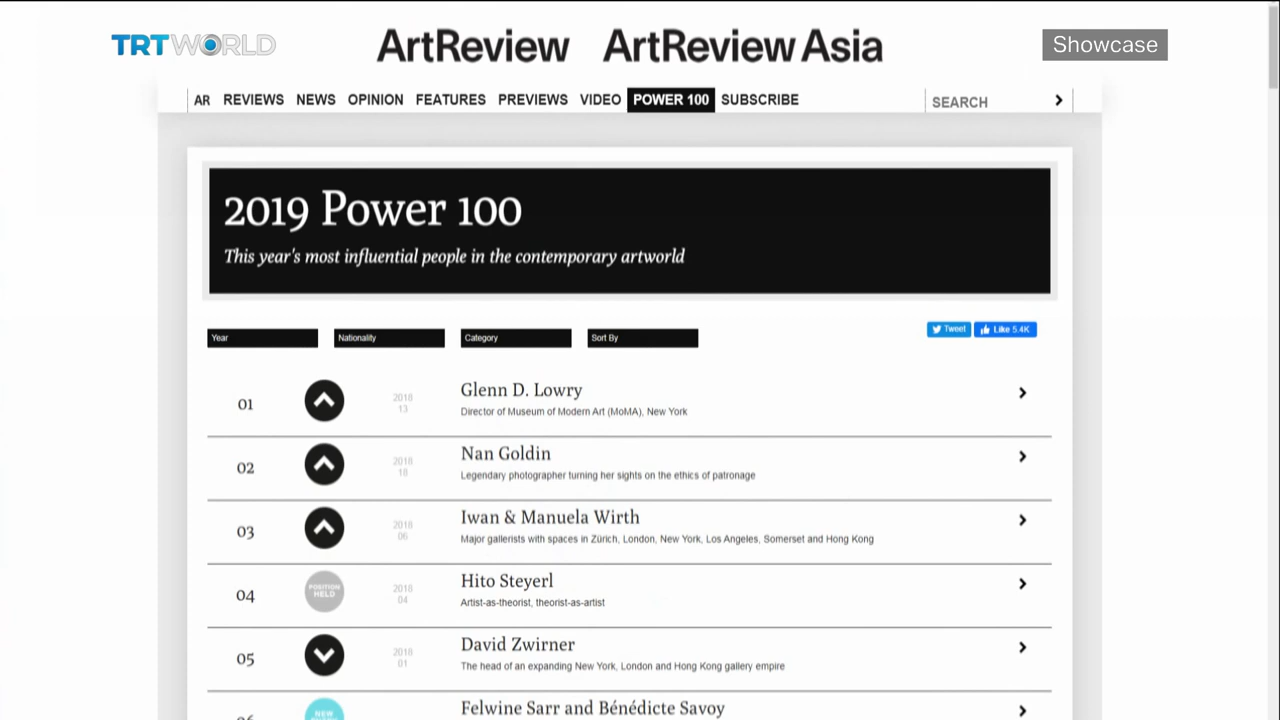 TRT WORLD
ArtReview ArtReview Asia
Showcase
AR REVIEWS NEWS OPINION FEATURES PREVIEWS VIDEO POWER 100 SUBSCRIBE SEARCH
2019 Power 100
This year's most influential people in the contemporary artworld
Tweet Like 5.4K
Year Nationality Category Sort By
01 2018 13 Glenn D. Lowry
Director of Museum of Modern Art (MoMA), New York
02 2018 18 Nan Goldin
Legendary photographer turning her sights on the ethics of patronage
03 2018 06 Iwan & Manuela Wirth
Major gallerists with spaces in Zürich, London, New York, Los Angeles, Somerset and Hong Kong
04 POSITION HELD 2018 04 Hito Steyerl
Artist-as-theorist, theorist-as-artist
05 2018 01 David Zwirner
The head of an expanding New York, London and Hong Kong gallery empire
NEW Felwine Sarr and Bénédicte Savoy